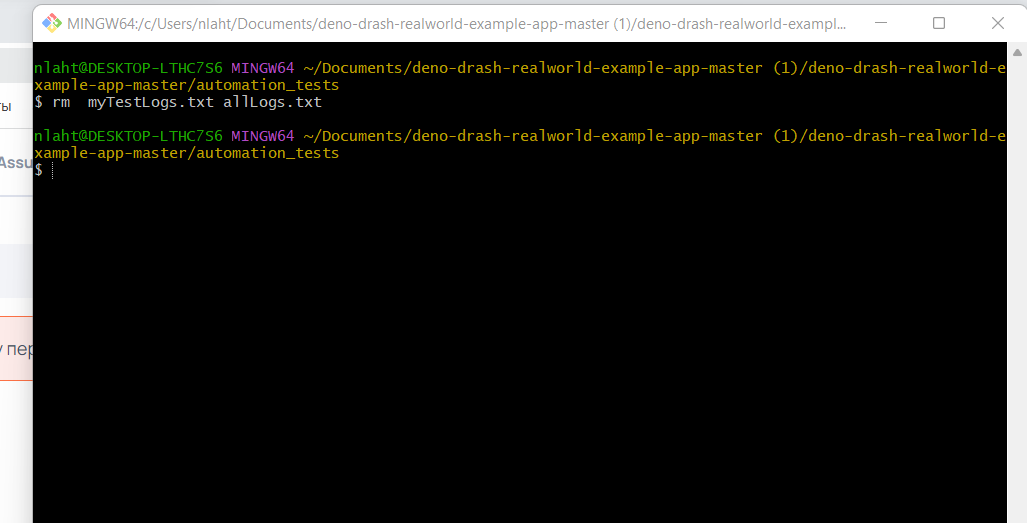 MINGW64:/c/Users/nlaht/Documents/deno-drash-realworld-example-app-master (1)/deno-drash-realworld-exampl...
nlaht@DESKTOP-LTHC7S6 MINGW64 ~/Documents/deno-drash-realworld-example-app-master (1)/deno-drash-realworld-e
xample-app-master/automation_tests
$ rm  myTestLogs.txt allLogs.txt
nlaht@DESKTOP-LTHC7S6 MINGW64 ~/Documents/deno-drash-realworld-example-app-master (1)/deno-drash-realworld-e
xample-app-master/automation_tests
$
ты
Assu
у пер